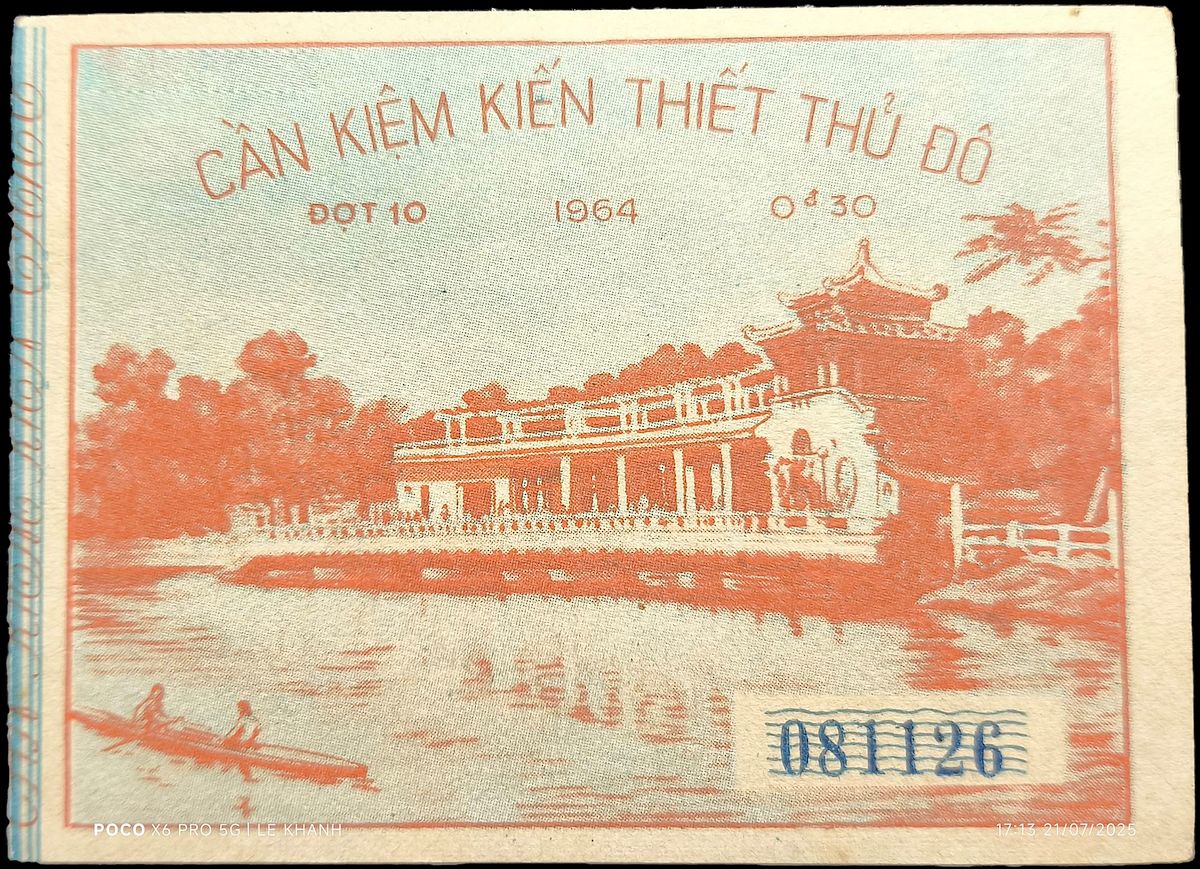 CẦN KIỆM KIẾN THIẾT THỦ ĐÔ
ĐỢT 10 1964 0đ30
081126
POCO X6 PRO 5G | LE KHANH
17:13 21/07/2025